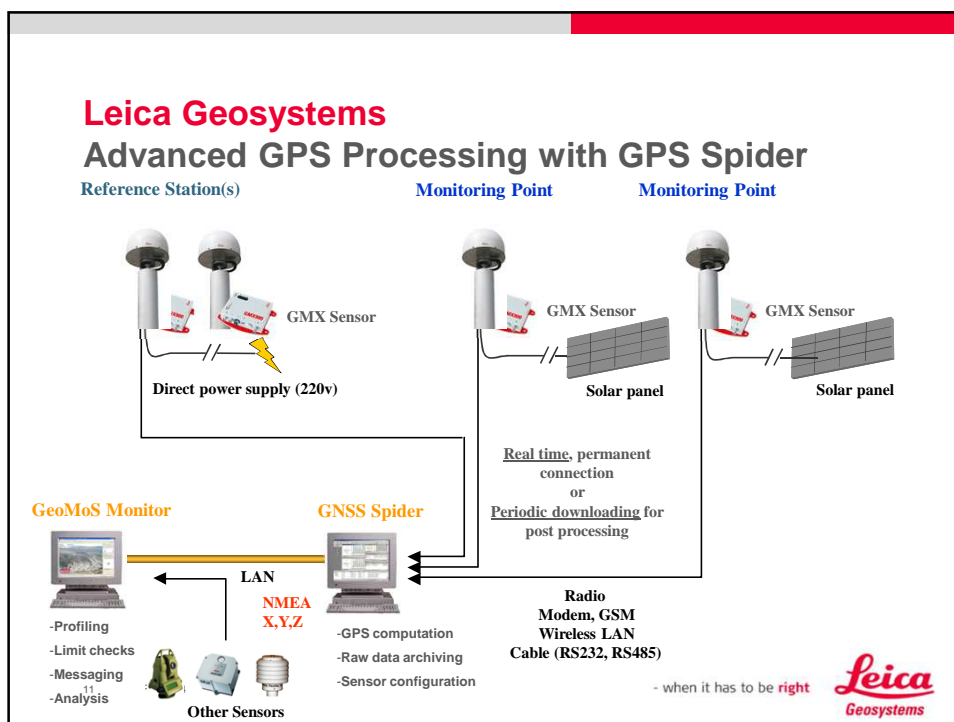 Leica Geosystems
Advanced GPS Processing with GPS Spider
Reference Station(s)
Monitoring Point
Monitoring Point
GMX Sensor
GMX Sensor
GMX Sensor
Direct power supply (220v)
Solar panel
Solar panel
Real time, permanent
connection
or
Periodic downloading for
post processing
GeoMoS Monitor
GNSS Spider
LAN
NMEA
X,Y,Z
Radio
Modem, GSM
Wireless LAN
Cable (RS232, RS485)
-Profiling
-Limit checks
-Messaging
-Analysis
11
-GPS computation
-Raw data archiving
-Sensor configuration
Other Sensors
- when it has to be right
Leica
Geosystems